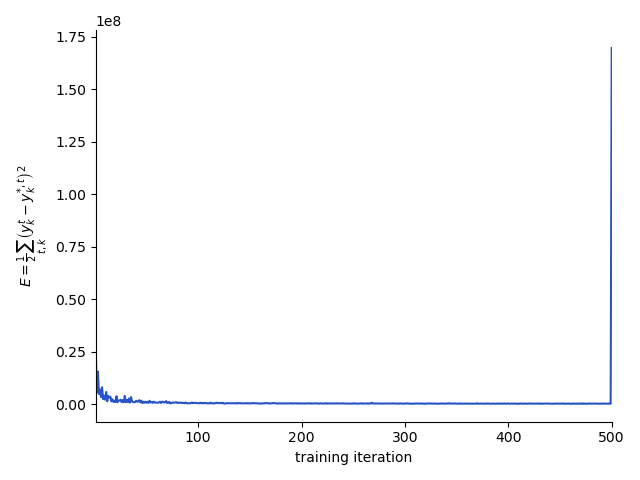 1e8
1.75
1.50
1.25
1.00
0.75
0.50
0.25
0.00
E = \frac{1}{2}\sum_{t,k}(y_k^t - y_k^{*,t})^2
100 200 300 400 500
training iteration